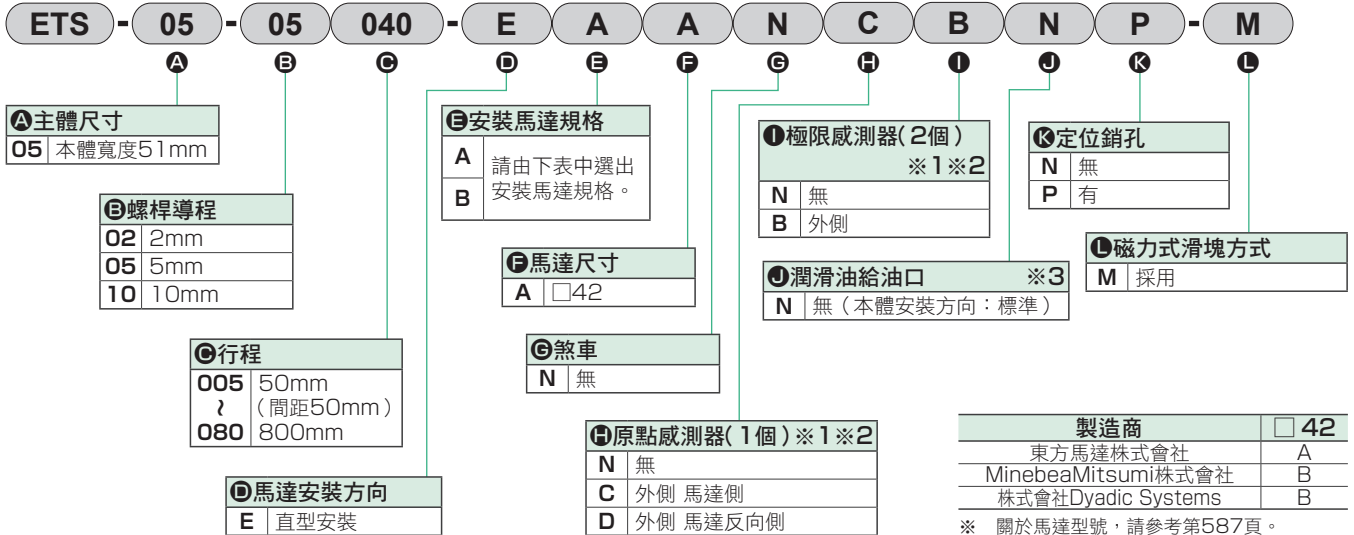 ETS - 05 - 05 040 - E A A N C B N P - M
Ⓐ Ⓑ Ⓒ Ⓓ Ⓔ Ⓕ Ⓖ Ⓗ Ⓘ Ⓙ Ⓚ Ⓛ
Ⓐ主體尺寸
05 本體寬度51mm
Ⓑ螺桿導程
02 2mm
05 5mm
10 10mm
Ⓒ行程
005 50mm
~ (間距50mm)
080 800mm
Ⓓ馬達安裝方向
E 直型安裝
Ⓔ安裝馬達規格
A 請由下表中選出
B 安裝馬達規格。
Ⓕ馬達尺寸
A □42
Ⓖ煞車
N 無
Ⓗ原點感測器(1個)※1※2
N 無
C 外側 馬達側
D 外側 馬達反向側
Ⓘ極限感測器(2個)
※1※2
N 無
B 外側
Ⓙ潤滑油給油口 ※3
N 無(本體安裝方向:標準)
Ⓚ定位銷孔
N 無
P 有
Ⓛ磁力式滑塊方式
M 採用
製造商 □42
東方馬達株式會社 A
MinebeaMitsumi株式會社 B
株式會社Dyadic Systems B
※ 關於馬達型號,請參考第587頁。